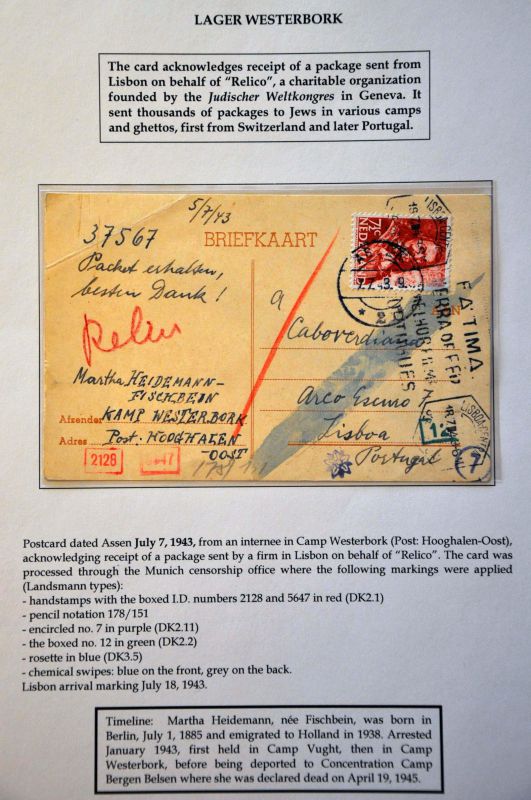 LAGER WESTERBORK
The card acknowledges receipt of a package sent from
Lisbon on behalf of “Relico”, a charitable organization
founded by the Judischer Weltkongres in Geneva. It
sent thousands of packages to Jews in various camps
and ghettos, first from Switzerland and later Portugal.
5/7/43
37567
BRIEFKAART
Packet erhalten,
besten Dank !
Relico
Martha HEIDEMANN-
FISCHBEIN
Afzender KAMP WESTERBORK
Adres Post. HOOGHALEN
-OOST
2128
5647
178/151
7½ c
NEDERLAND
FATIMA
Caboverdiana
Arco Escuro 7
Lisboa
Portugal
12
7
Postcard dated Assen July 7, 1943, from an internee in Camp Westerbork (Post: Hooghalen-Oost),
acknowledging receipt of a package sent by a firm in Lisbon on behalf of “Relico”. The card was
processed through the Munich censorship office where the following markings were applied
(Landsmann types):
- handstamps with the boxed I.D. numbers 2128 and 5647 in red (DK2.1)
- pencil notation 178/151
- encircled no. 7 in purple (DK2.11)
- the boxed no. 12 in green (DK2.2)
- rosette in blue (DK3.5)
- chemical swipes: blue on the front, grey on the back.
Lisbon arrival marking July 18, 1943.
Timeline: Martha Heidemann, née Fischbein, was born in
Berlin, July 1, 1885 and emigrated to Holland in 1938. Arrested
January 1943, first held in Camp Vught, then in Camp
Westerbork, before being deported to Concentration Camp
Bergen Belsen where she was declared dead on April 19, 1945.